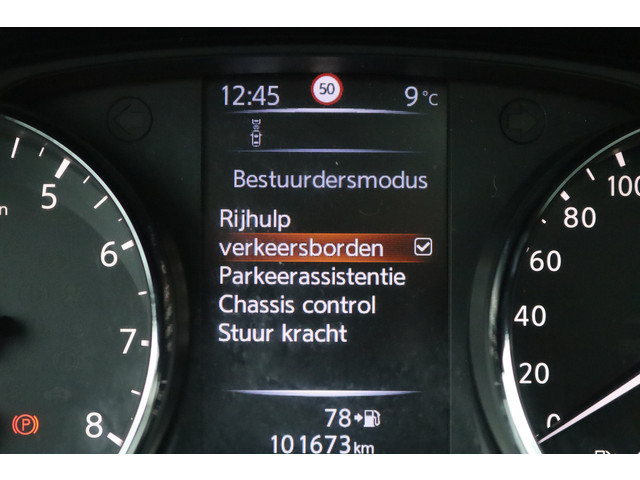 12:45 50 9°C
Bestuurdersmodus
Rijhulp
verkeersborden
Parkeerassistentie
Chassis control
Stuur kracht
78
101673km
5
6
7
8
P
100
80
60
40
20
0